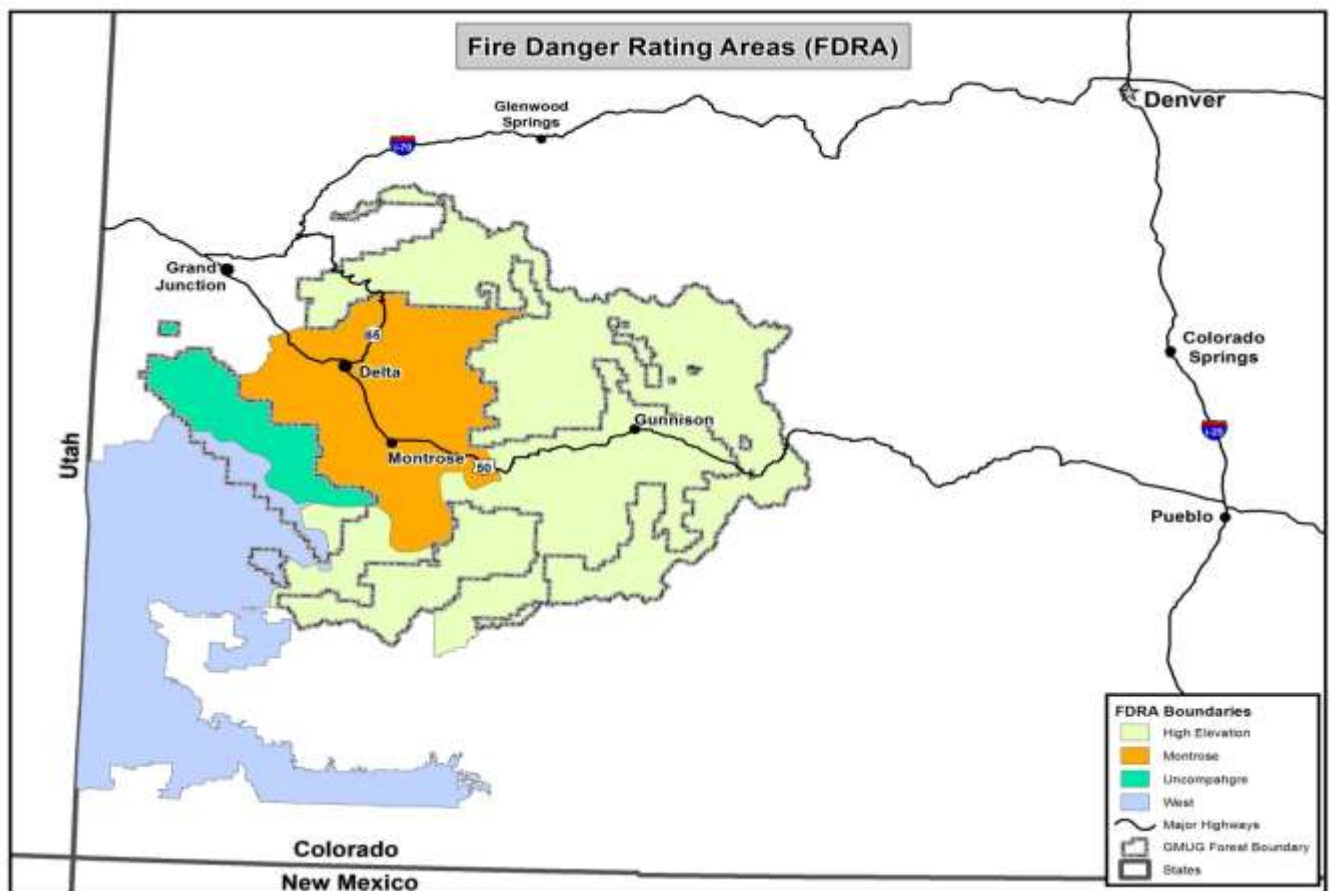 Fire Danger Rating Areas (FDRA)
Glenwood
Springs
Denver
I-70
Grand
Junction
65
Delta
Colorado
Springs
Gunnison
I-25
Montrose
50
Utah
Pueblo
FDRA Boundaries
High Elevation
Montrose
Uncompahgre
West
Major Highways
GMUG Forest Boundary
States
Colorado
New Mexico